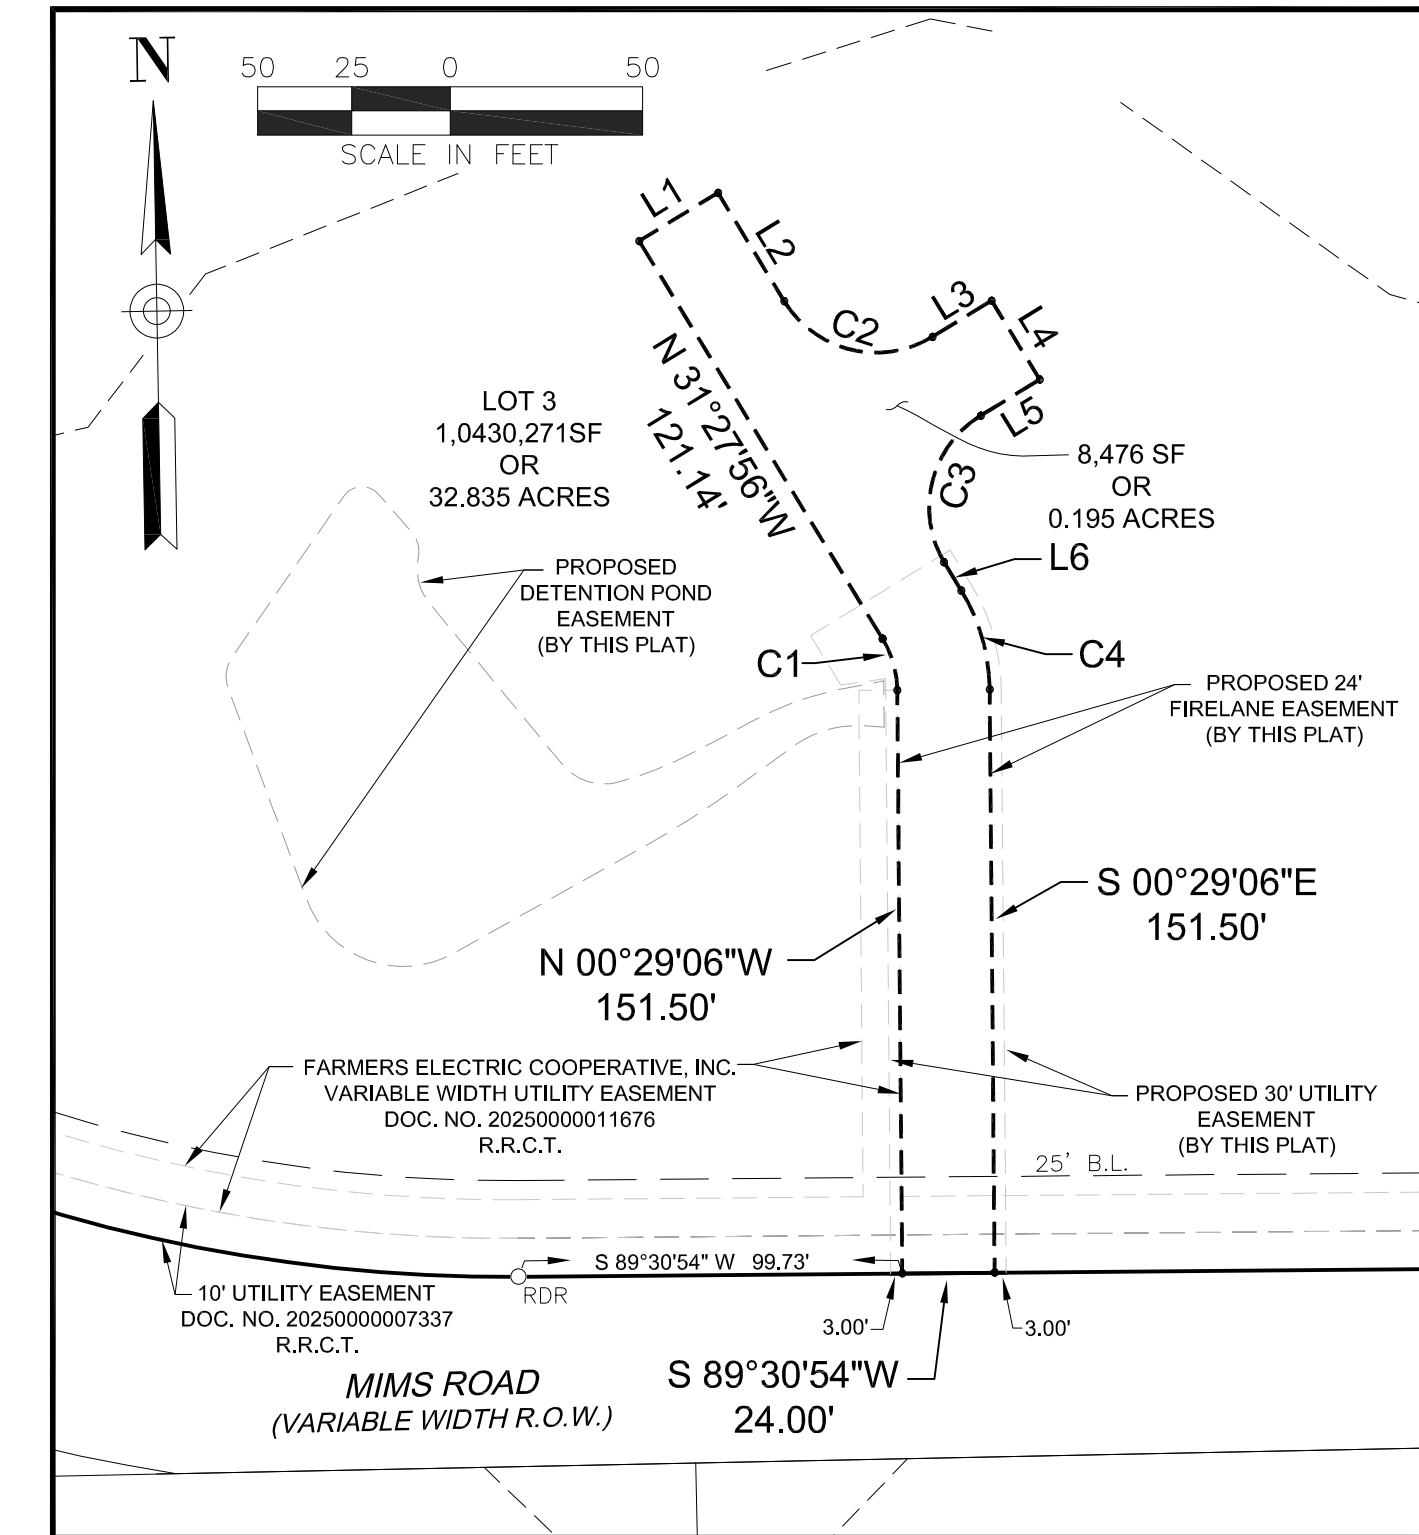 N
50 25 0 50
SCALE IN FEET
L1
L2
C2
L3
L4
L5
C3
N 31°27'56"W
121.14'
LOT 3
1,0430,271SF
OR
32.835 ACRES
8,476 SF
OR
0.195 ACRES
L6
PROPOSED
DETENTION POND
EASEMENT
(BY THIS PLAT)
C1
C4
PROPOSED 24'
FIRELANE EASEMENT
(BY THIS PLAT)
S 00°29'06"E
151.50'
N 00°29'06"W
151.50'
FARMERS ELECTRIC COOPERATIVE, INC.
VARIABLE WIDTH UTILITY EASEMENT
DOC. NO. 20250000011676
R.R.C.T.
PROPOSED 30' UTILITY
EASEMENT
(BY THIS PLAT)
25' B.L.
S 89°30'54" W 99.73'
RDR
10' UTILITY EASEMENT
DOC. NO. 20250000007337
R.R.C.T.
3.00'
3.00'
MIMS ROAD
(VARIABLE WIDTH R.O.W.)
S 89°30'54"W
24.00'